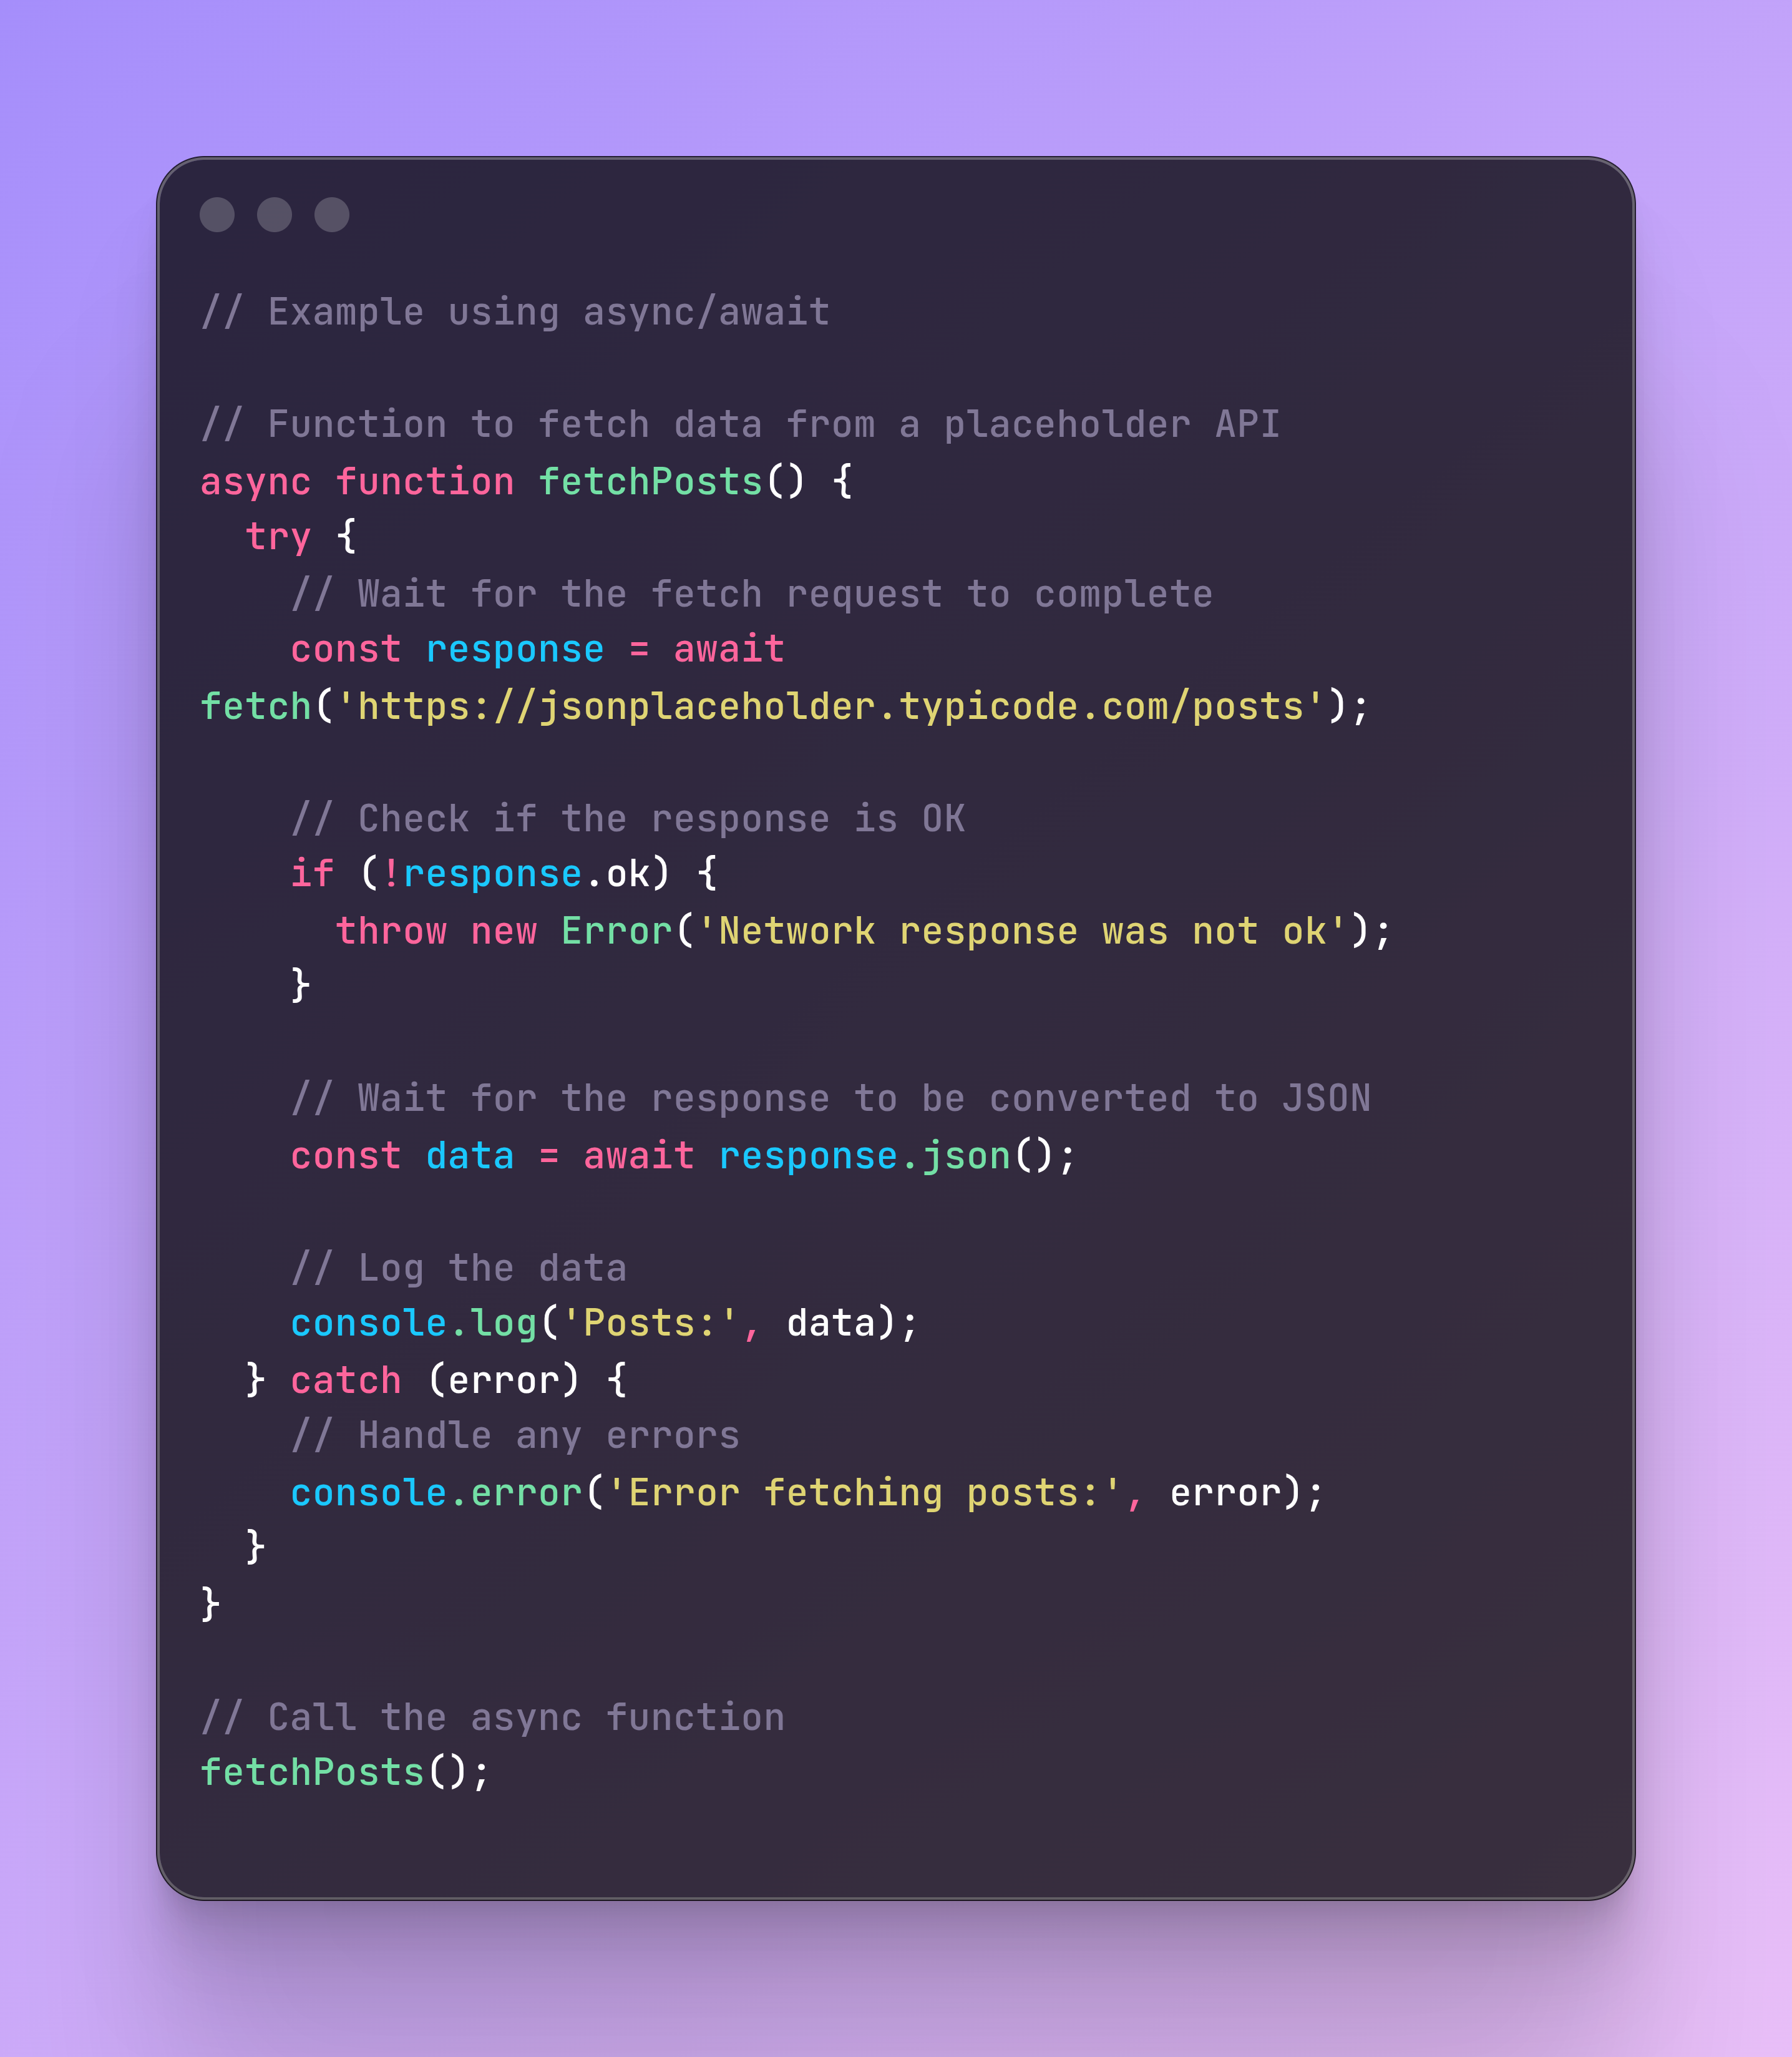 // Example using async/await

// Function to fetch data from a placeholder API
async function fetchPosts() {
  try {
    // Wait for the fetch request to complete
    const response = await
fetch('https://jsonplaceholder.typicode.com/posts');

    // Check if the response is OK
    if (!response.ok) {
      throw new Error('Network response was not ok');
    }

    // Wait for the response to be converted to JSON
    const data = await response.json();

    // Log the data
    console.log('Posts:', data);
  } catch (error) {
    // Handle any errors
    console.error('Error fetching posts:', error);
  }
}

// Call the async function
fetchPosts();